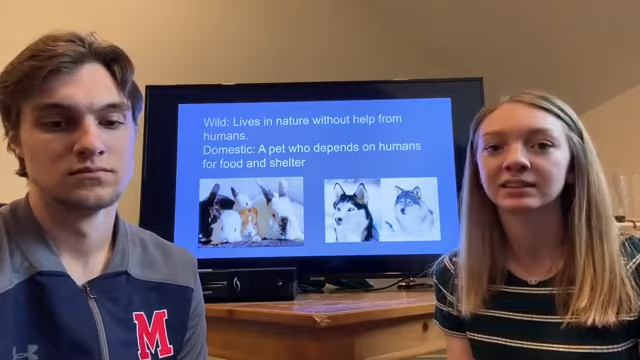 Wild: Lives in nature without help from
humans.
Domestic: A pet who depends on humans
for food and shelter
M